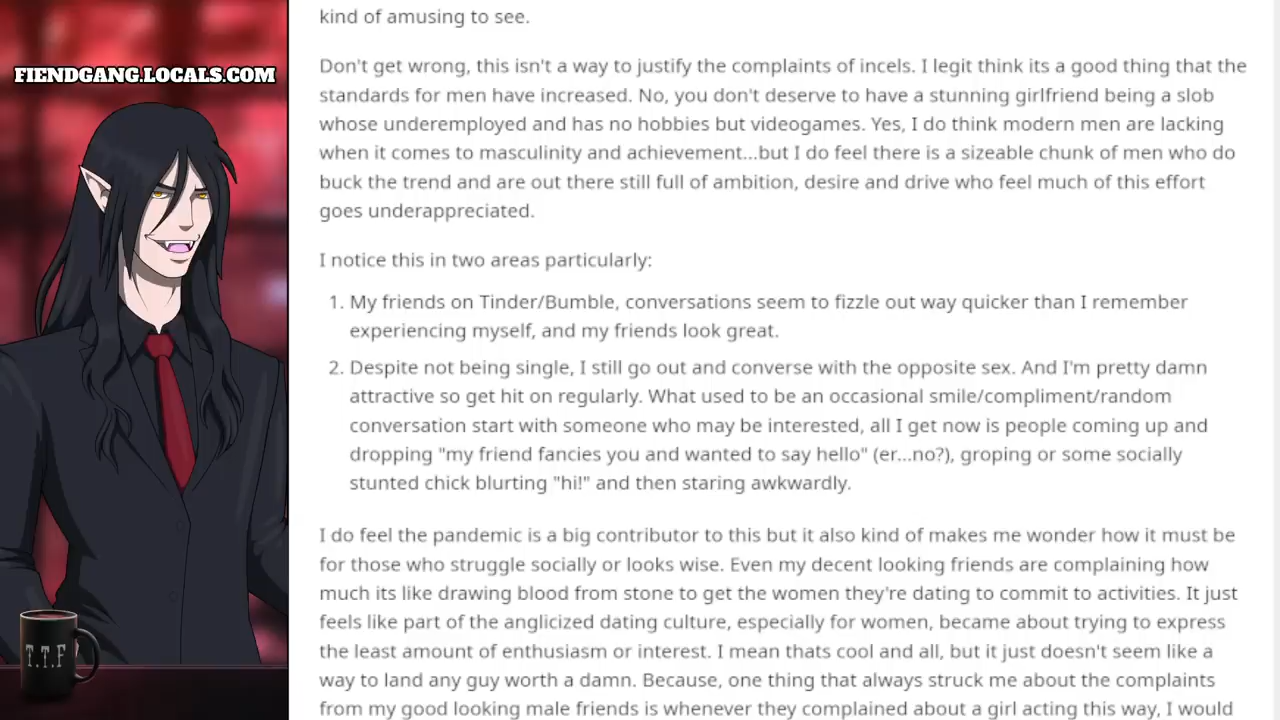 FIENDGANG.LOCALS.COM
T.T.F
kind of amusing to see.
Don't get wrong, this isn't a way to justify the complaints of incels. I legit think its a good thing that the
standards for men have increased. No, you don't deserve to have a stunning girlfriend being a slob
whose underemployed and has no hobbies but videogames. Yes, I do think modern men are lacking
when it comes to masculinity and achievement...but I do feel there is a sizeable chunk of men who do
buck the trend and are out there still full of ambition, desire and drive who feel much of this effort
goes underappreciated.
I notice this in two areas particularly:
1. My friends on Tinder/Bumble, conversations seem to fizzle out way quicker than I remember
experiencing myself, and my friends look great.
2. Despite not being single, I still go out and converse with the opposite sex. And I'm pretty damn
attractive so get hit on regularly. What used to be an occasional smile/compliment/random
conversation start with someone who may be interested, all I get now is people coming up and
dropping "my friend fancies you and wanted to say hello" (er...no?), groping or some socially
stunted chick blurting "hi!" and then staring awkwardly.
I do feel the pandemic is a big contributor to this but it also kind of makes me wonder how it must be
for those who struggle socially or looks wise. Even my decent looking friends are complaining how
much its like drawing blood from stone to get the women they're dating to commit to activities. It just
feels like part of the anglicized dating culture, especially for women, became about trying to express
the least amount of enthusiasm or interest. I mean thats cool and all, but it just doesn't seem like a
way to land any guy worth a damn. Because, one thing that always struck me about the complaints
from my good looking male friends is whenever they complained about a girl acting this way, I would